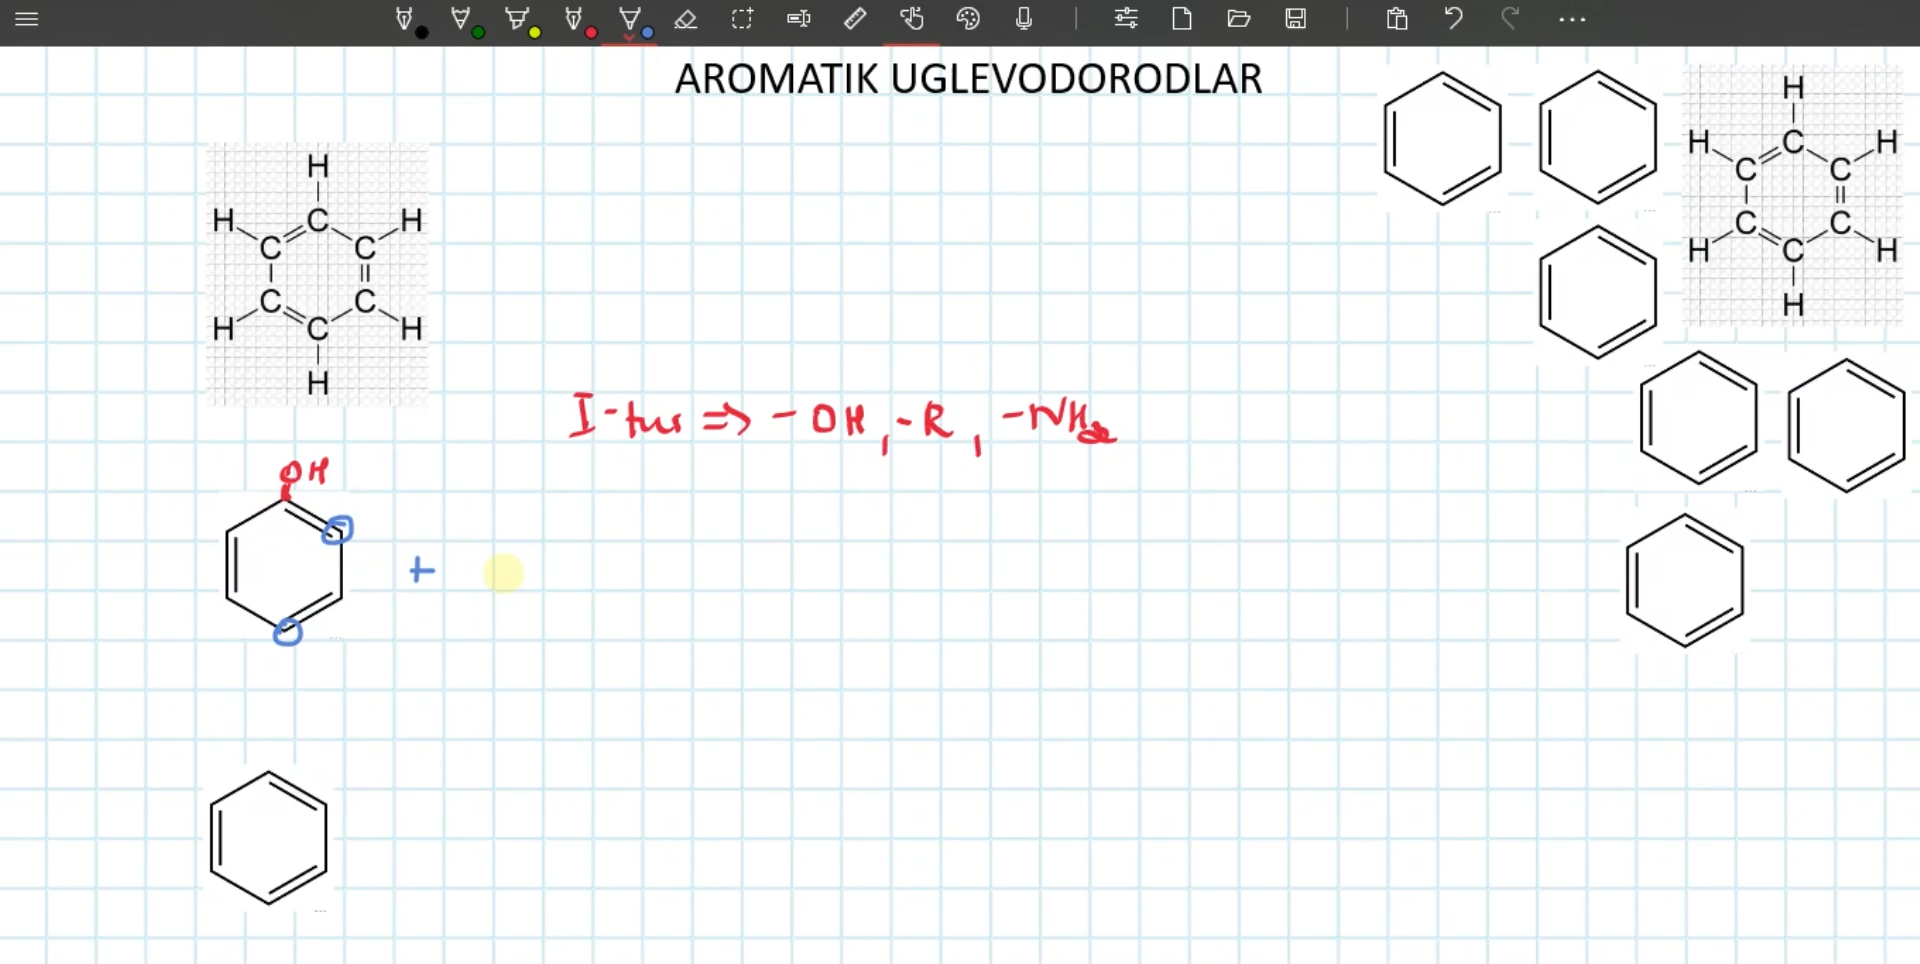 AROMATIK UGLEVODORODLAR
H
H C H
C C
C C
H C H
H
H
H C H
C C
C C
H C H
H
I-tur ⇒ -OH, -R, -NH₂
OH
+